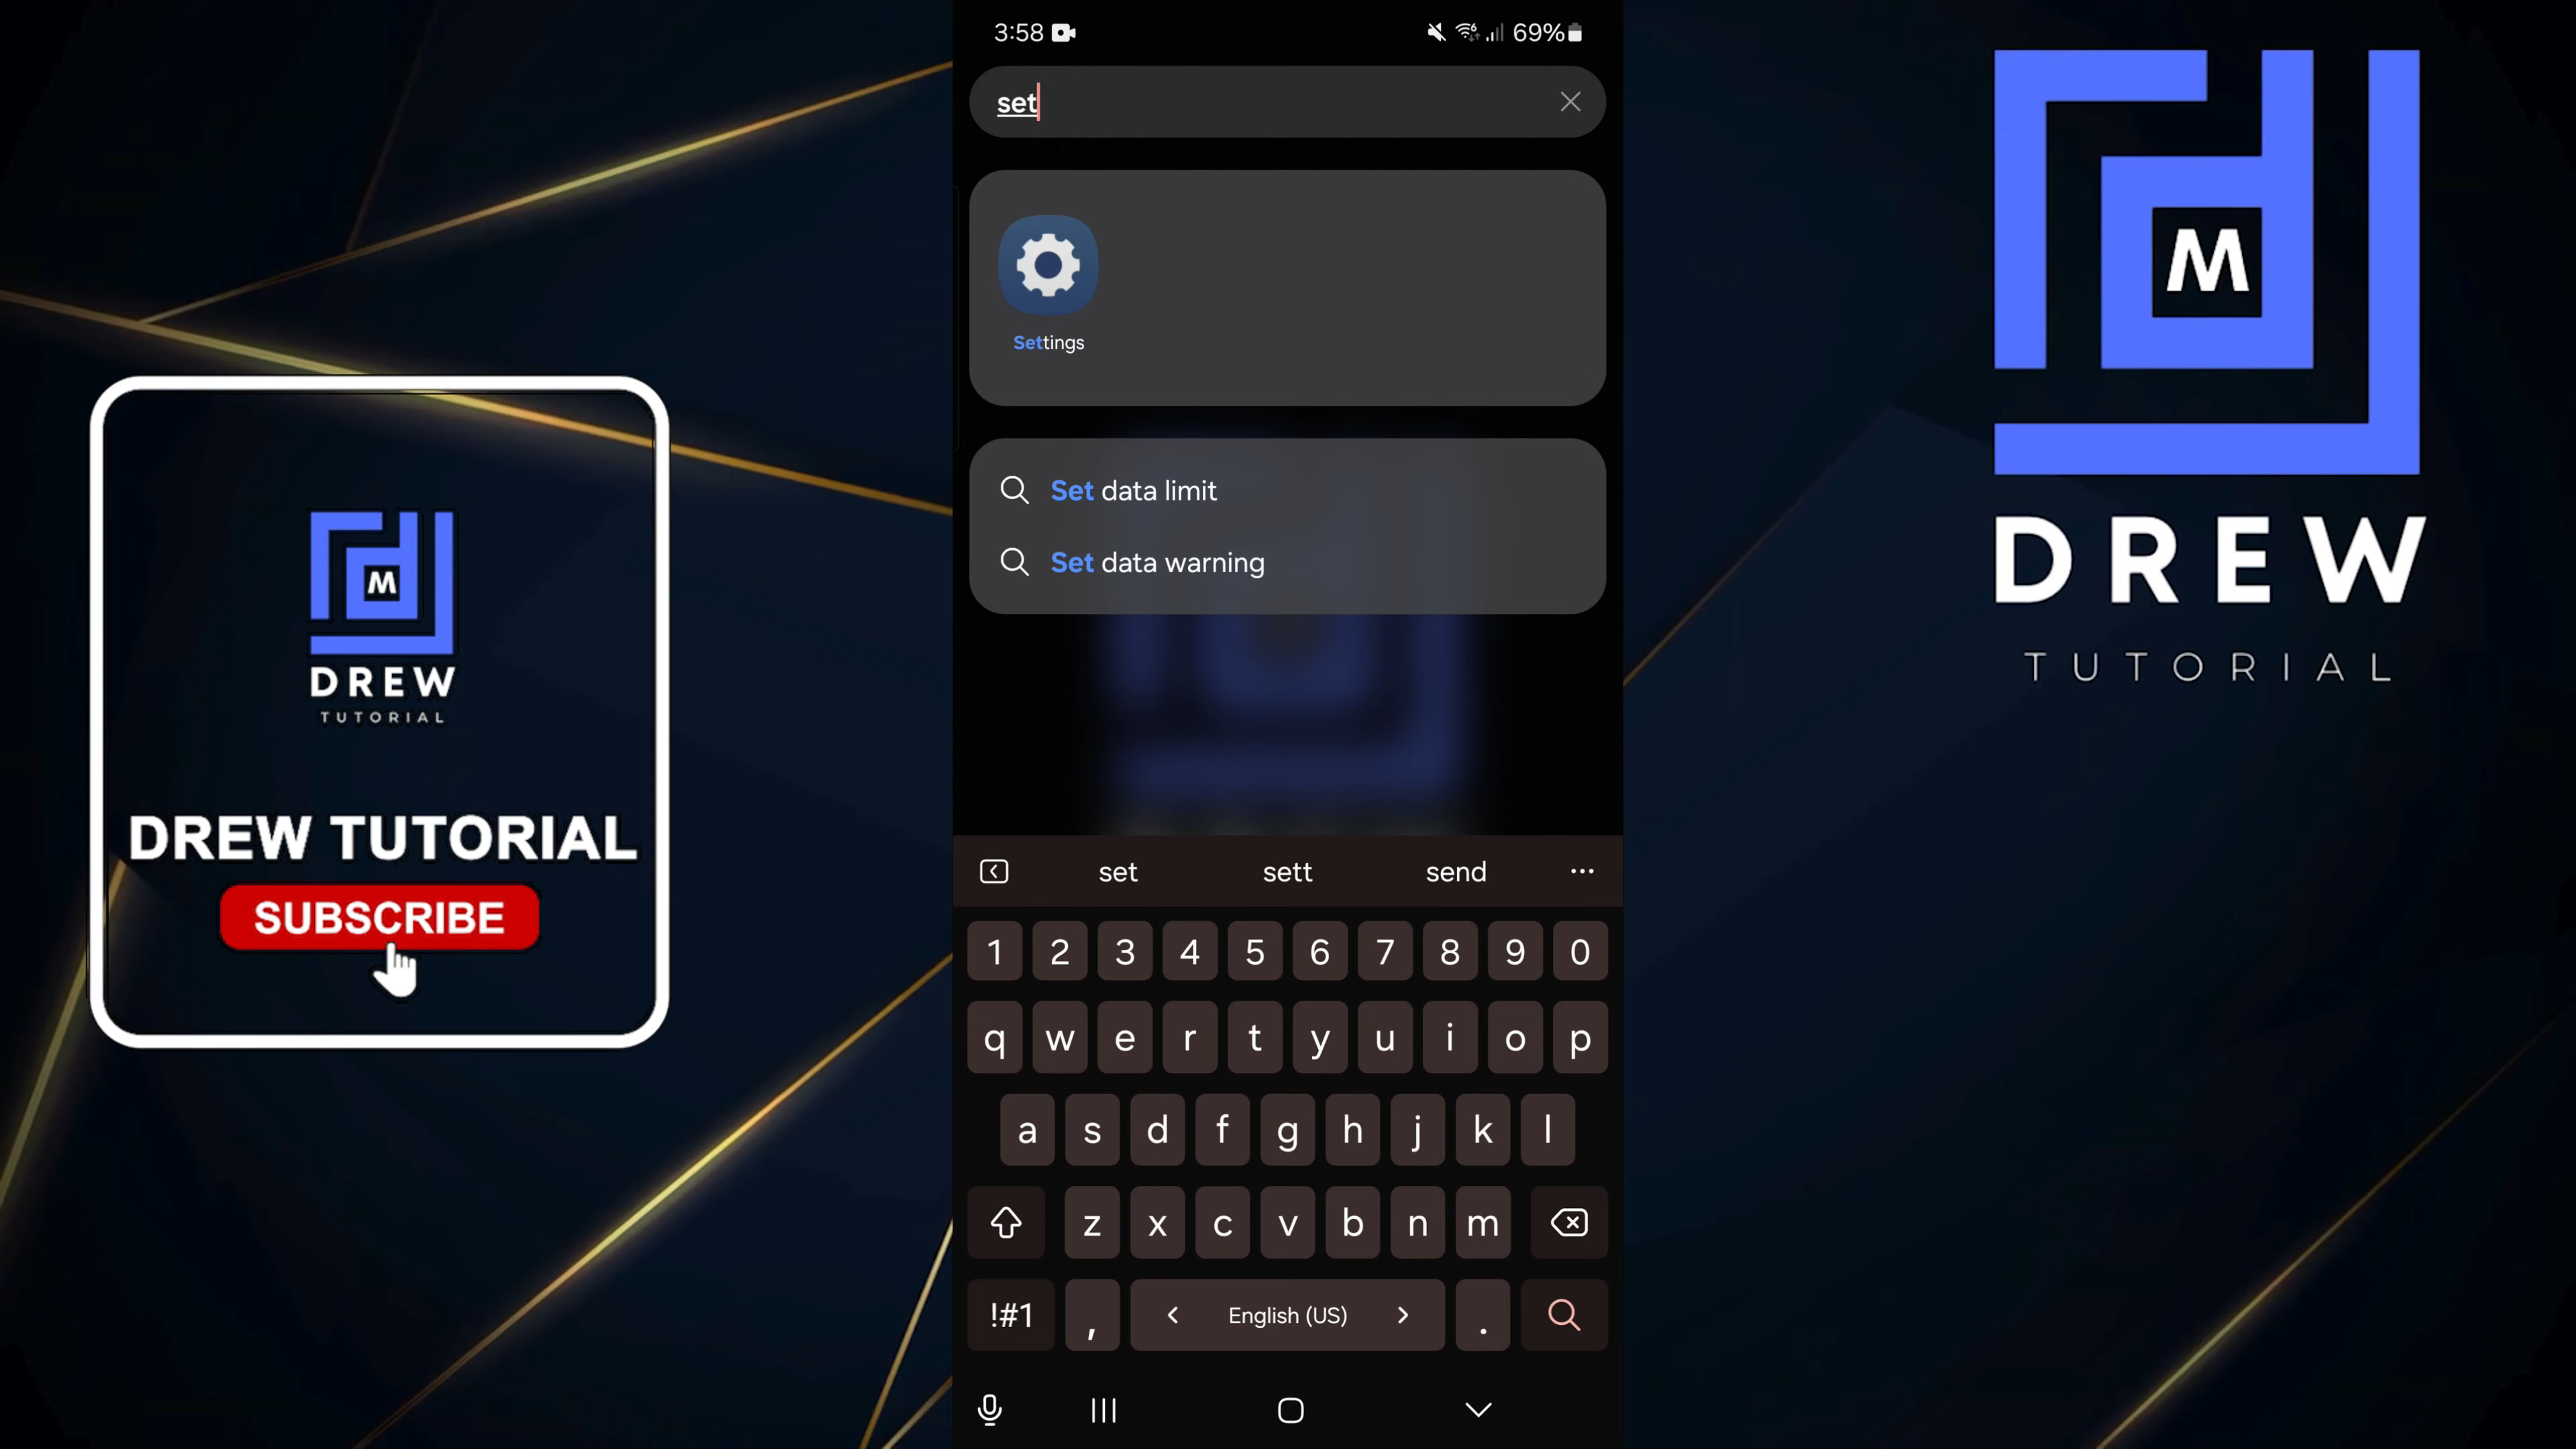 M
DREW
TUTORIAL
DREW TUTORIAL
SUBSCRIBE
3:58
69%
set
Settings
Set data limit
Set data warning
set sett send
1 2 3 4 5 6 7 8 9 0
q w e r t y u i o p
a s d f g h j k l
z x c v b n m
!#1 , English (US) .
M
DREW
TUTORIAL